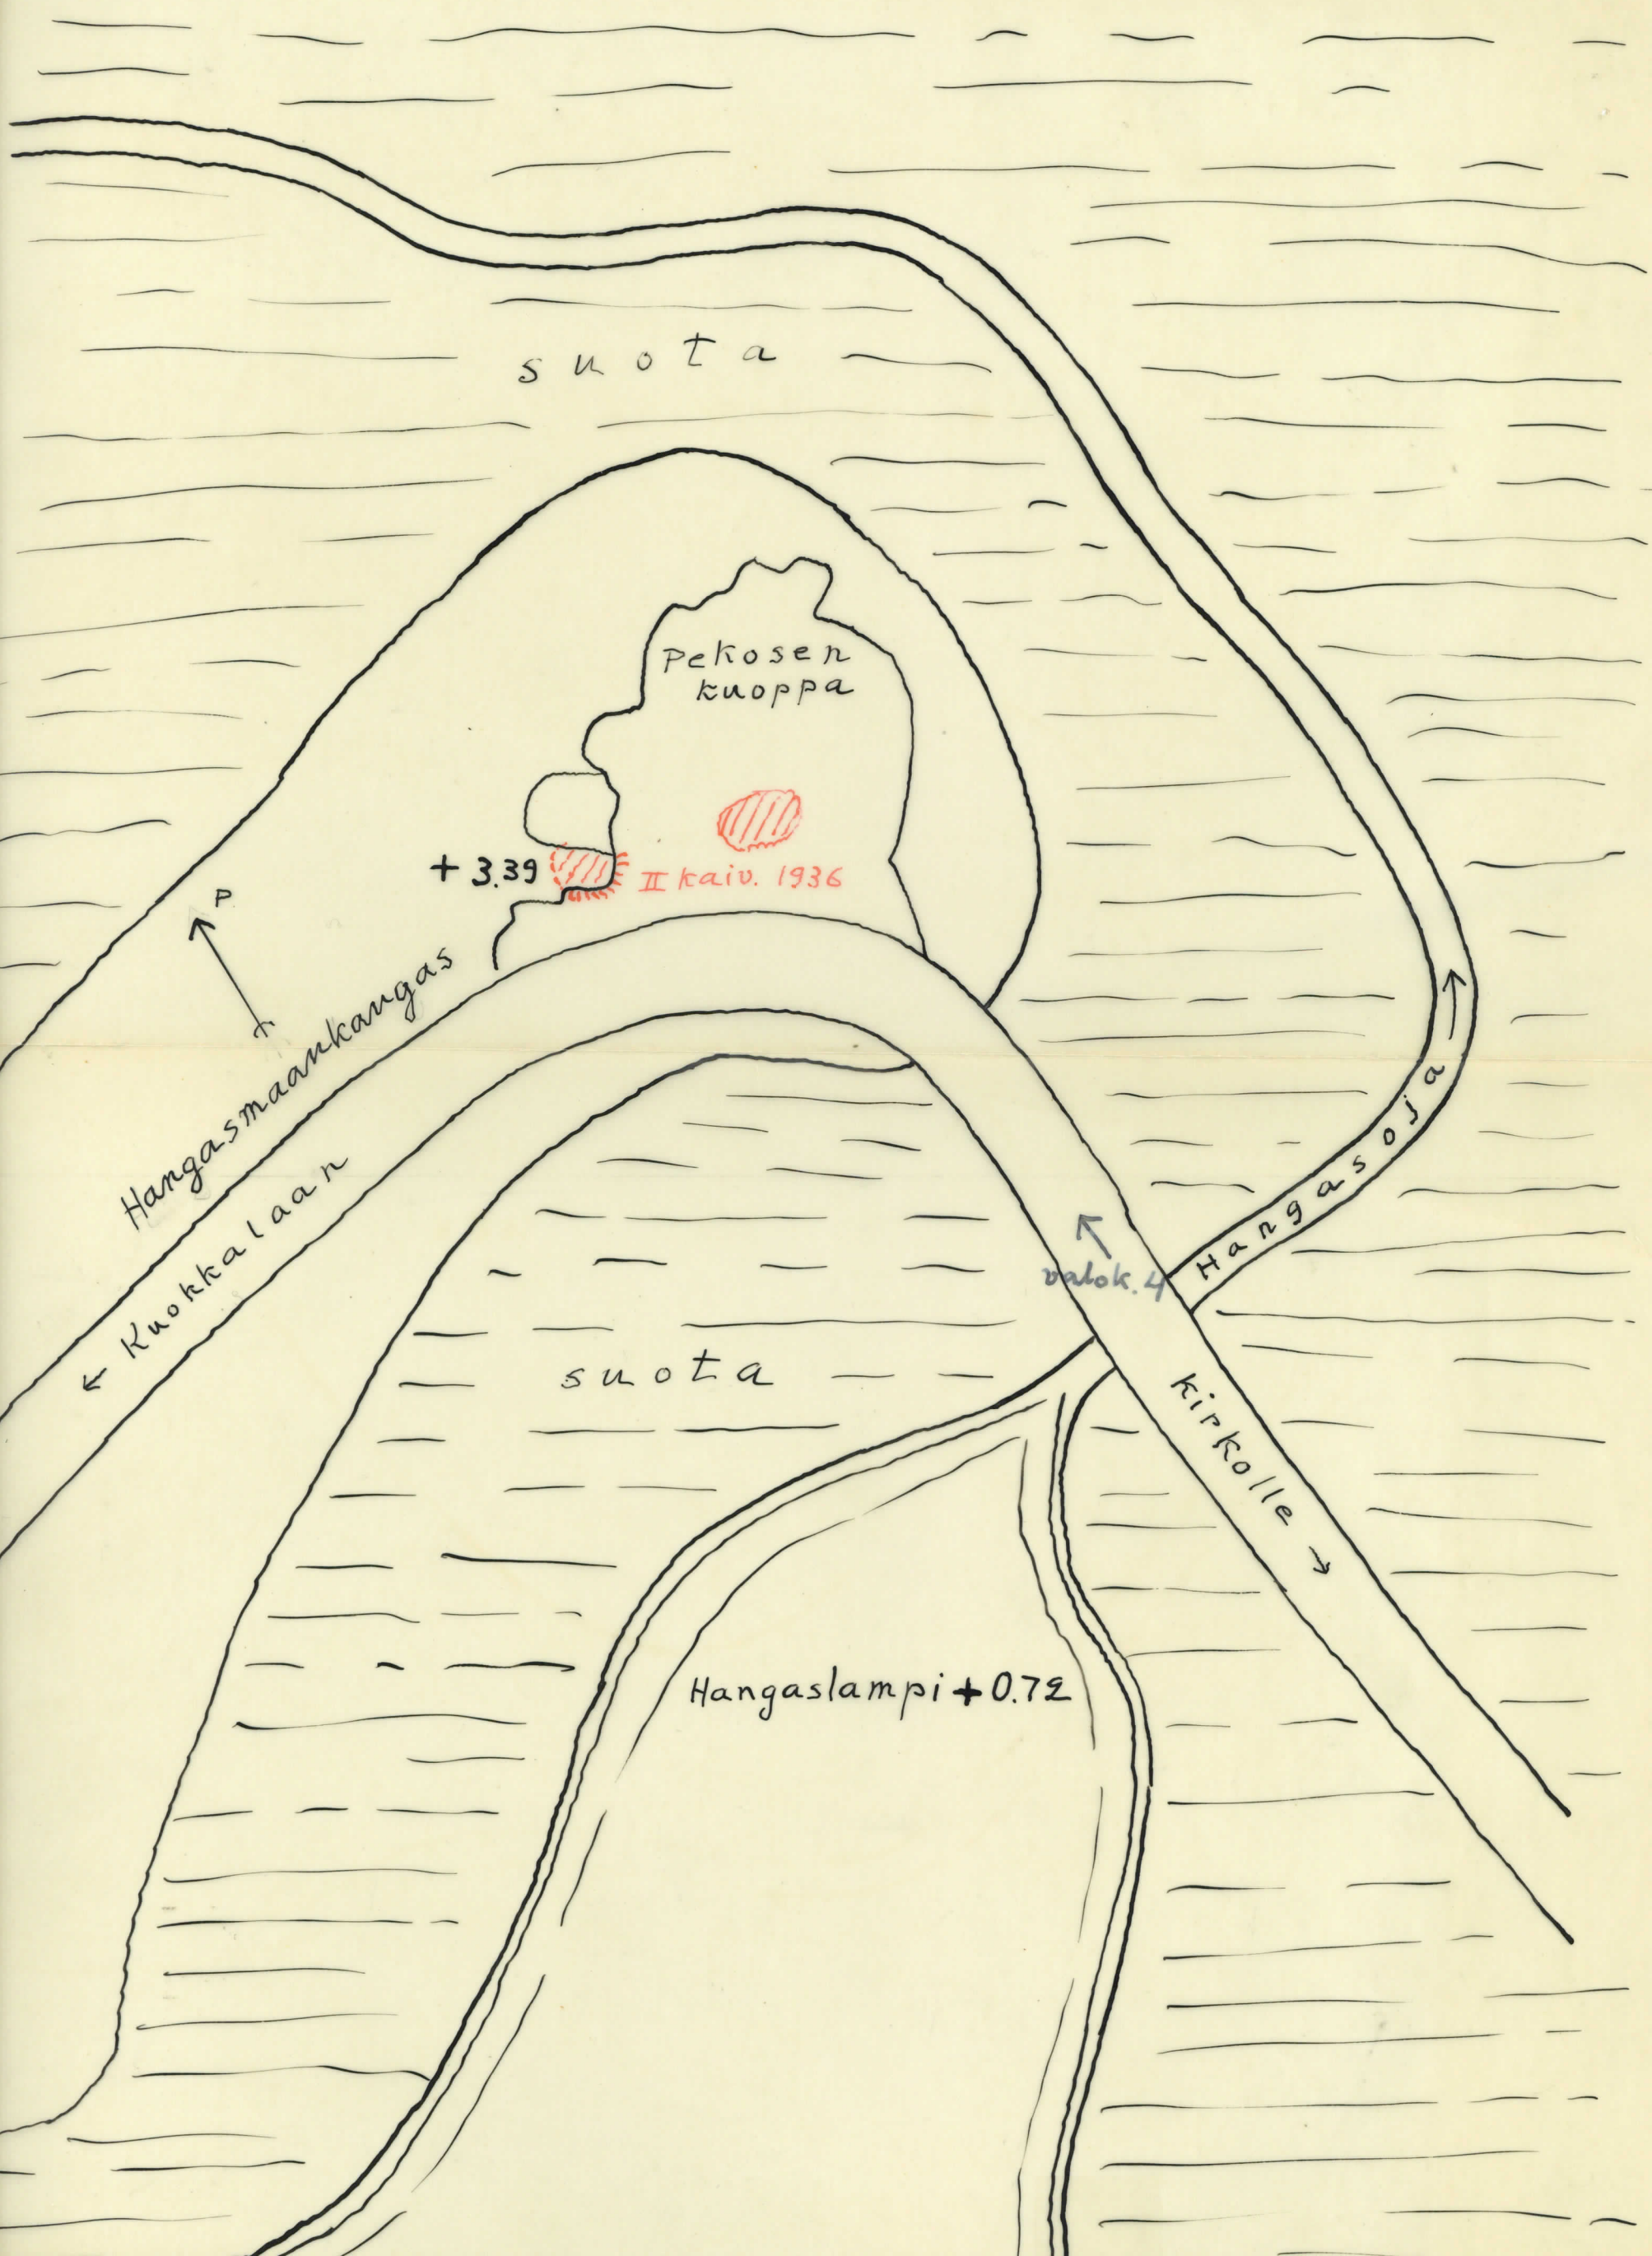 suota
Pekosen
kuoppa
+ 3.39
II kaiv. 1936
P
Hangasmaankangas
← Kuokkalaan
Hangasoja →
valok. 4
suota
Kirkolle →
Hangaslampi + 0.72